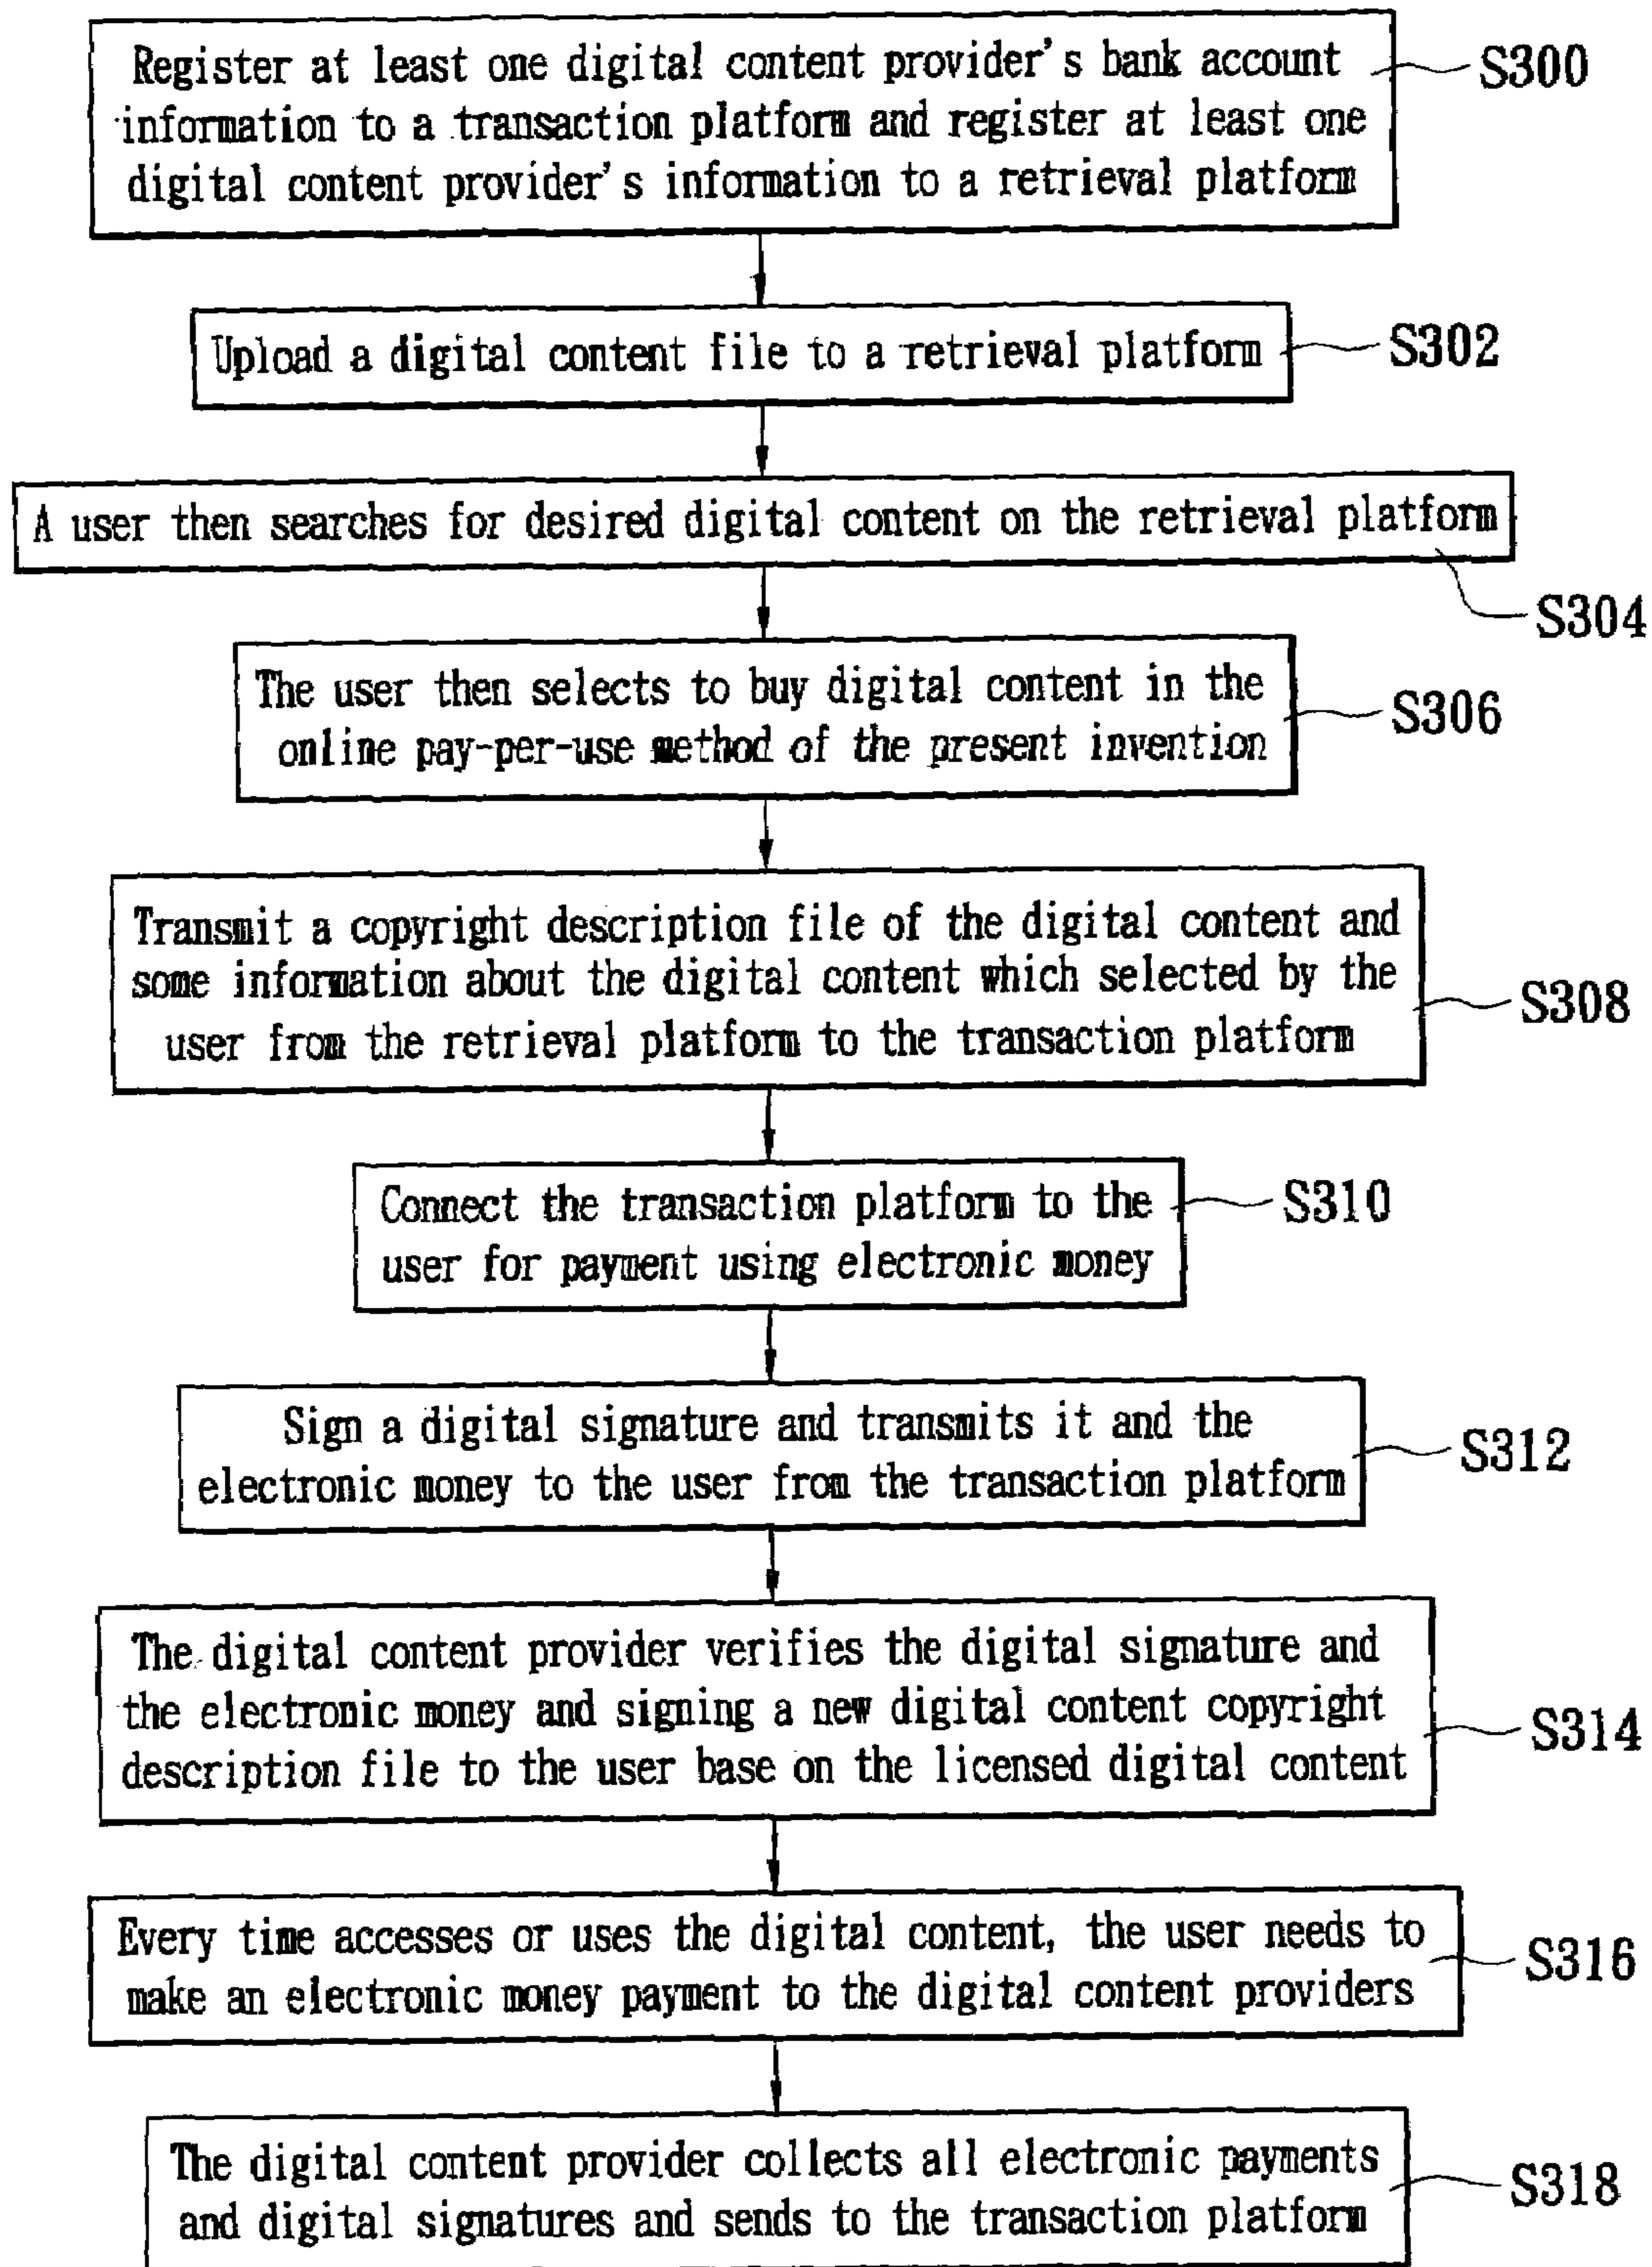 Register at least one digital content provider's bank account
information to a transaction platform and register at least one
digital content provider's information to a retrieval platform
S300
Upload a digital content file to a retrieval platform
S302
A user then searches for desired digital content on the retrieval platform
S304
The user then selects to buy digital content in the
online pay-per-use method of the present invention
S306
Transmit a copyright description file of the digital content and
some information about the digital content which selected by the
user from the retrieval platform to the transaction platform
S308
Connect the transaction platform to the
user for payment using electronic money
S310
Sign a digital signature and transmits it and the
electronic money to the user from the transaction platform
S312
The digital content provider verifies the digital signature and
the electronic money and signing a new digital content copyright
description file to the user base on the licensed digital content
S314
Every time accesses or uses the digital content, the user needs to
make an electronic money payment to the digital content providers
S316
The digital content provider collects all electronic payments
and digital signatures and sends to the transaction platform
S318